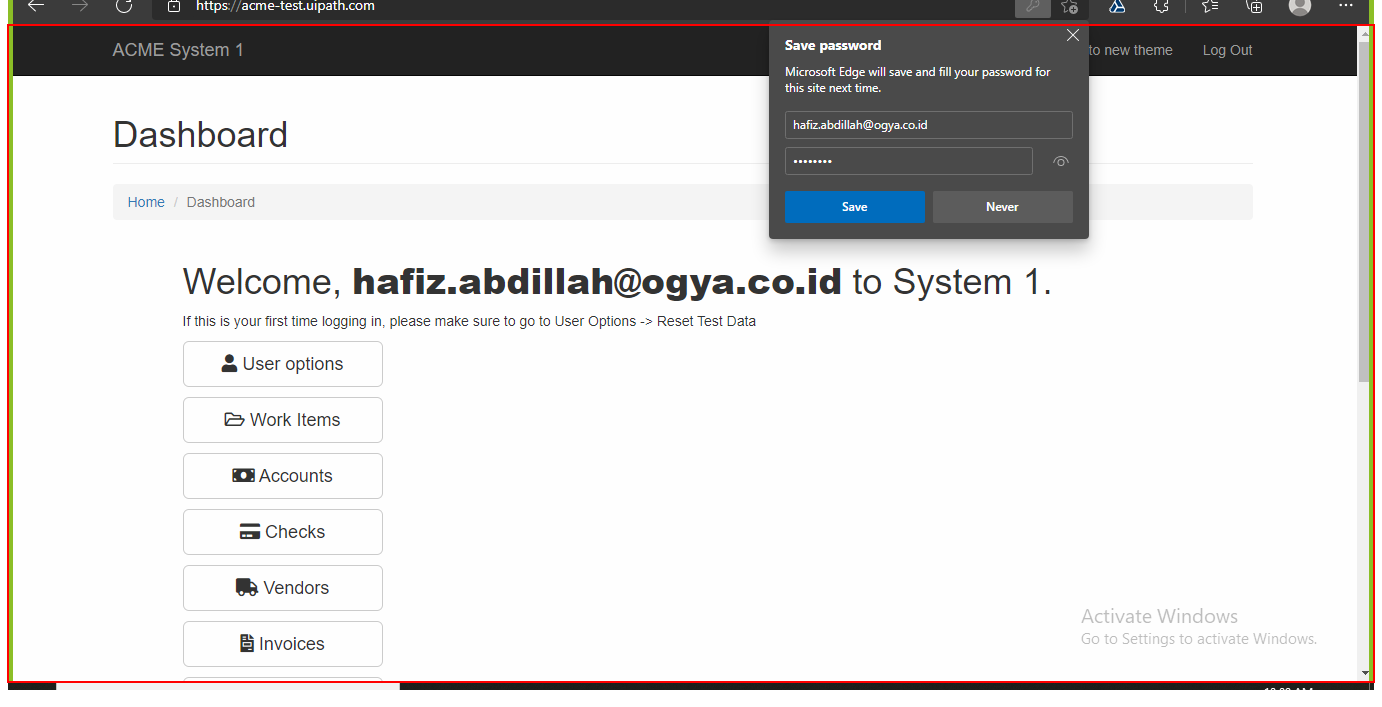 https://acme-test.uipath.com
ACME System 1
to new theme
Log Out
Save password
Microsoft Edge will save and fill your password for
this site next time.
hafiz.abdillah@ogya.co.id
••••••••
Save
Never
Dashboard
Home / Dashboard
Welcome, hafiz.abdillah@ogya.co.id to System 1.
If this is your first time logging in, please make sure to go to User Options -> Reset Test Data
User options
Work Items
Accounts
Checks
Vendors
Invoices
Activate Windows
Go to Settings to activate Windows.